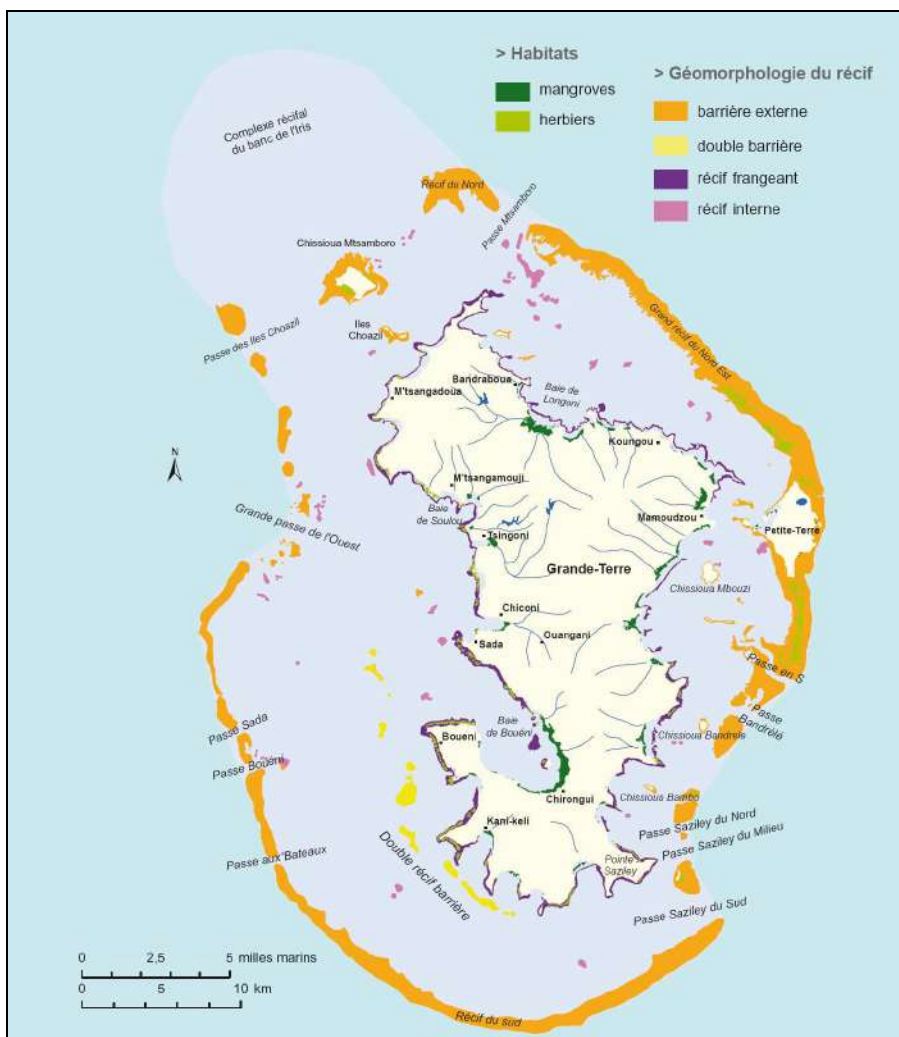 > Habitats
mangroves
herbiers
> Géomorphologie du récif
barrière externe
double barrière
récif frangeant
récif interne
Complexe récifal
du banc de l'Iris
Récif du Nord
Passe Mtsamboro
Chissioua Mtsamboro
Iles
Choazil
Passe des Iles Choazil
Grand récif du Nord Est
Bandraboua
M'tsangadoua
Baie de
Longani
Koungou
N
M'tsangamouji
Baie
de Soulou
Tsingoni
Grande passe de l'Ouest
Mamoudzou
Petite-Terre
Grande-Terre
Chissioua Mbouzi
Chiconi
Sada
Ouangani
Passe en S
Passe
Bandrélé
Passe Sada
Passe Bouéni
Baie
de Bouéni
Boueni
Chissioua Bandrele
Chirongui
Chissioua Bambo
Kani-keli
Passe Saziley du Nord
Passe Saziley du Milieu
Pointe
Saziley
Passe aux Bateaux
Double récif barrière
Passe Saziley du Sud
0 2,5 5 milles marins
0 5 10 km
Récif du sud